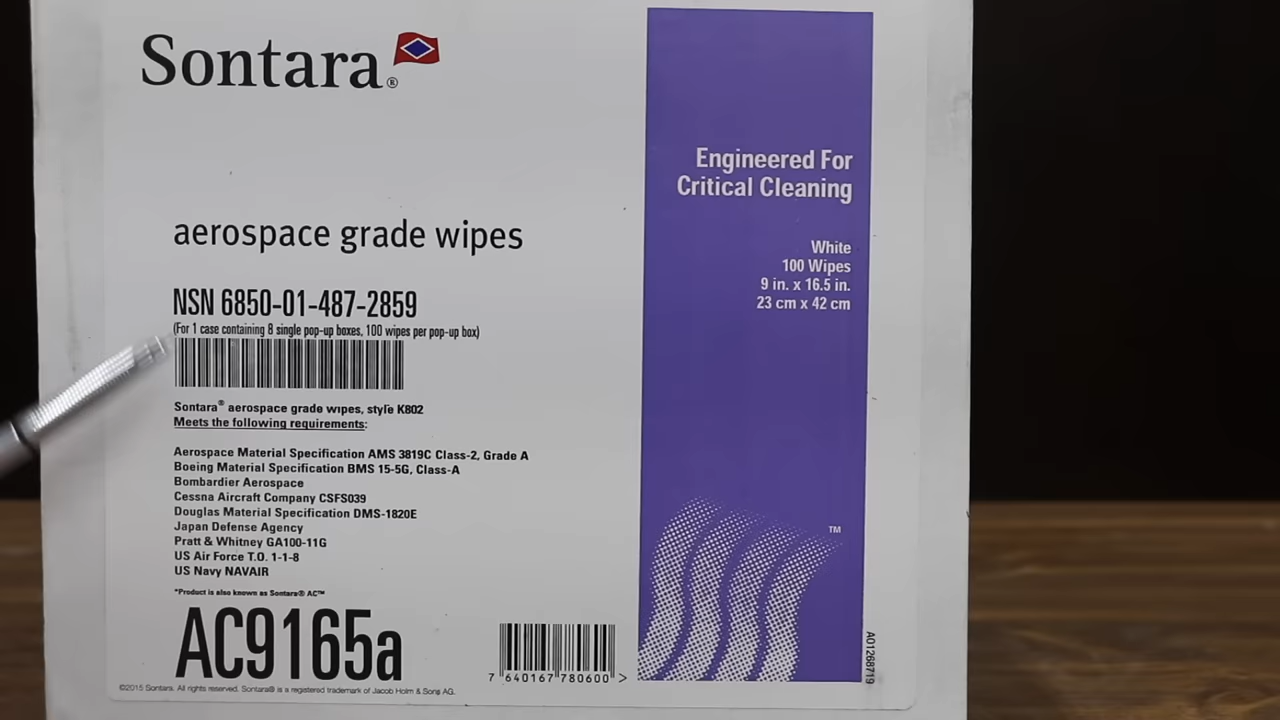 Sontara®
aerospace grade wipes
NSN 6850-01-487-2859
(For 1 case containing 8 single pop-up boxes, 100 wipes per pop-up box)
Sontara® aerospace grade wipes, style K802
Meets the following requirements:
Aerospace Material Specification AMS 3819C Class-2, Grade A
Boeing Material Specification BMS 15-5G, Class-A
Bombardier Aerospace
Cessna Aircraft Company CSFS039
Douglas Material Specification DMS-1820E
Japan Defense Agency
Pratt & Whitney GA100-11G
US Air Force T.O. 1-1-8
US Navy NAVAIR
*Product is also known as Sontara® AC™
AC9165a
©2015 Sontara. All rights reserved. Sontara® is a registered trademark of Jacob Holm & Sons AG.
7 640167 780600 >
Engineered For
Critical Cleaning
White
100 Wipes
9 in. x 16.5 in.
23 cm x 42 cm
TM
A01268719